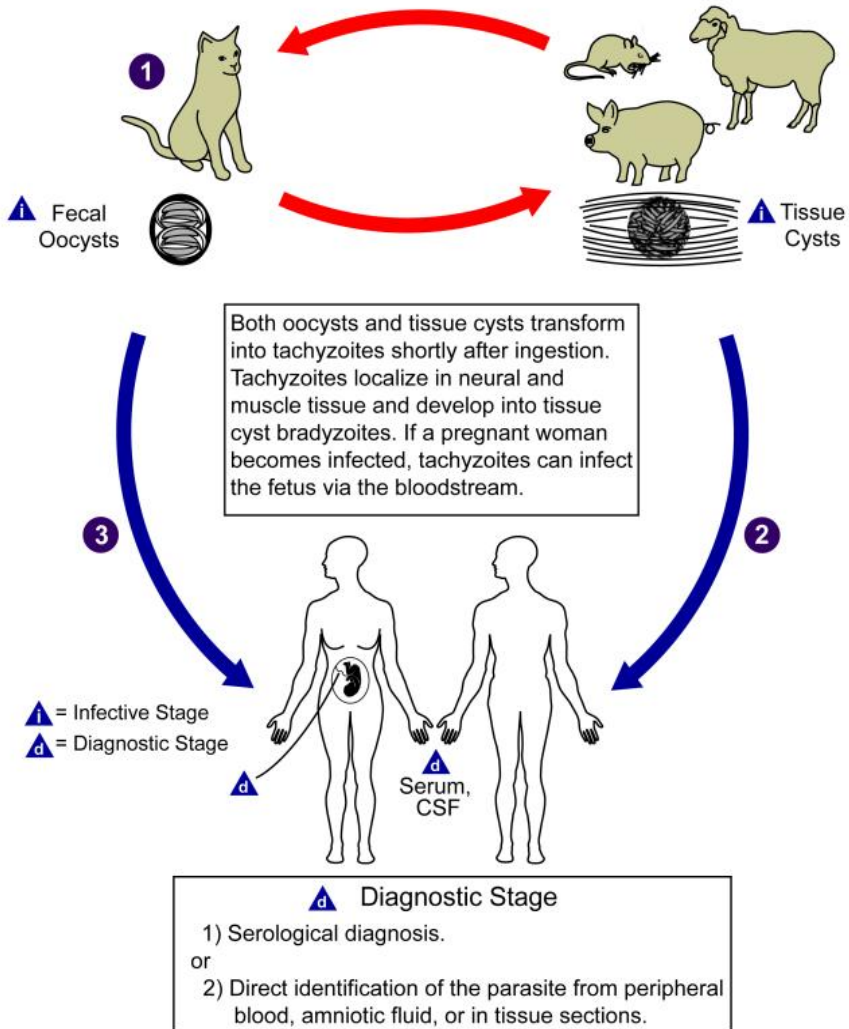 1
i Fecal
Oocysts
i Tissue
Cysts
Both oocysts and tissue cysts transform
into tachyzoites shortly after ingestion.
Tachyzoites localize in neural and
muscle tissue and develop into tissue
cyst bradyzoites. If a pregnant woman
becomes infected, tachyzoites can infect
the fetus via the bloodstream.
3
2
i = Infective Stage
d = Diagnostic Stage
d
d
Serum,
CSF
d Diagnostic Stage
1) Serological diagnosis.
or
2) Direct identification of the parasite from peripheral
blood, amniotic fluid, or in tissue sections.